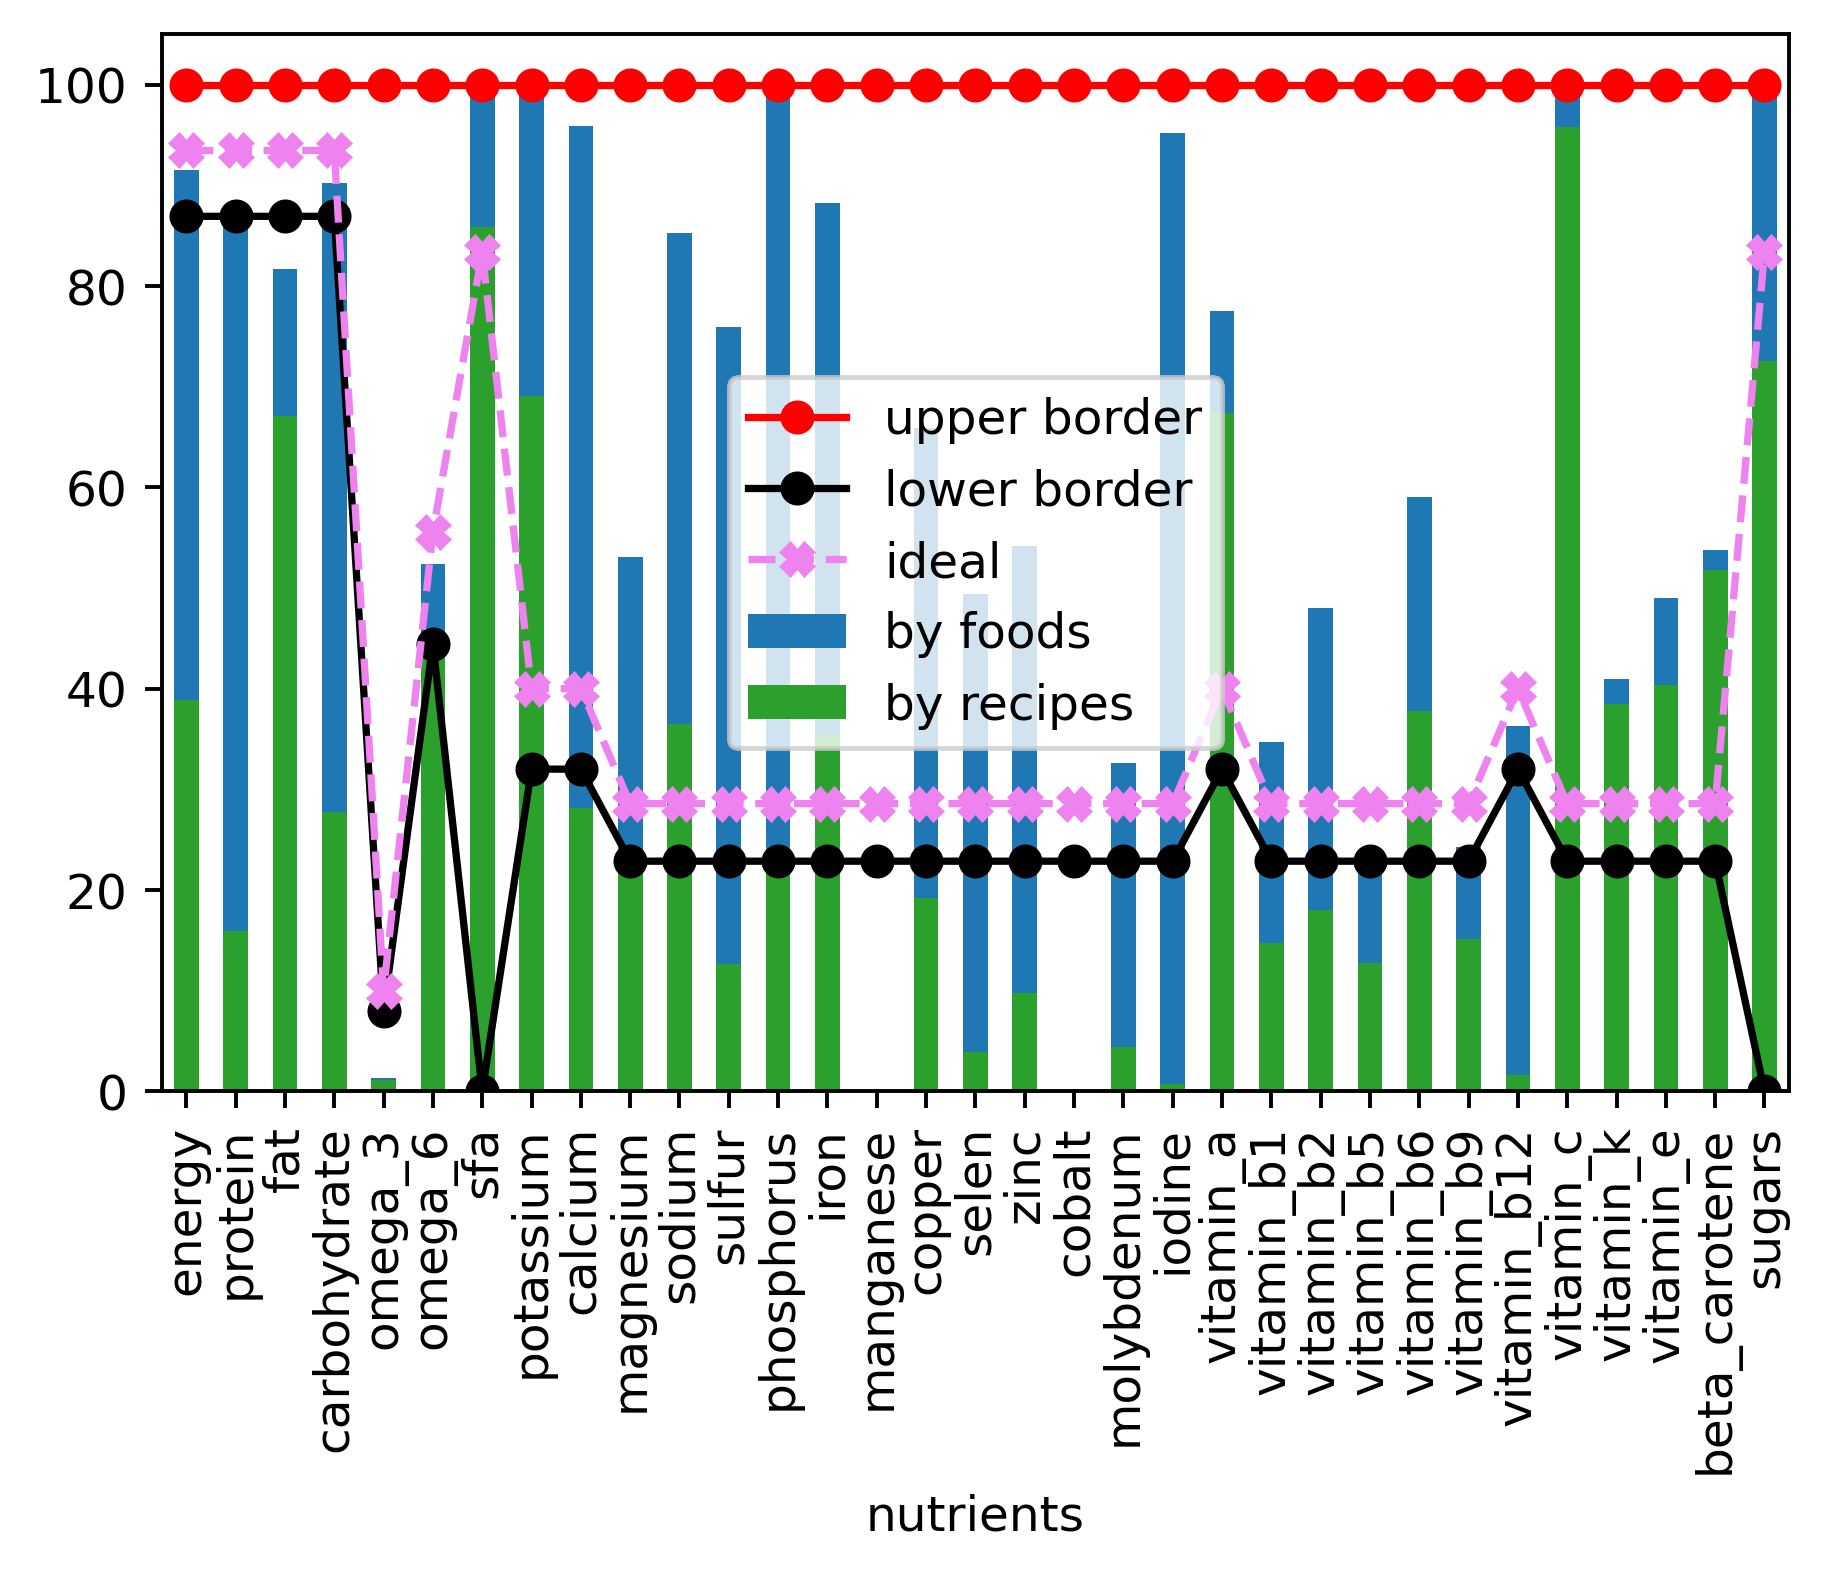 100
80
60
40
20
0
upper border
lower border
ideal
by foods
by recipes
energy
protein
fat
carbohydrate
omega_3
omega_6
sfa
potassium
calcium
magnesium
sodium
sulfur
phosphorus
iron
manganese
copper
selen
zinc
cobalt
molybdenum
iodine
vitamin_a
vitamin_b1
vitamin_b2
vitamin_b5
vitamin_b6
vitamin_b9
vitamin_b12
vitamin_c
vitamin_k
vitamin_e
beta_carotene
sugars
nutrients